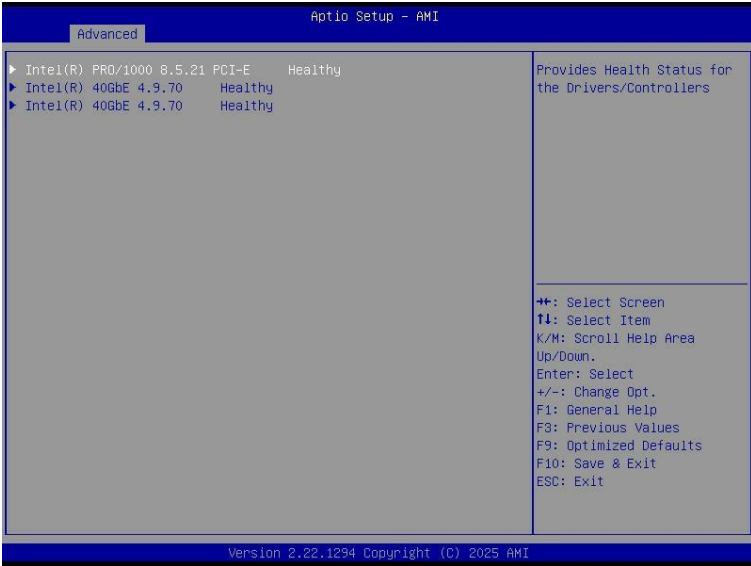 Aptio Setup - AMI
Advanced
Intel(R) PRO/1000 8.5.21 PCI-E Healthy
Intel(R) 40GbE 4.9.70 Healthy
Intel(R) 40GbE 4.9.70 Healthy
Provides Health Status for
the Drivers/Controllers
→←: Select Screen
↑↓: Select Item
K/M: Scroll Help Area
Up/Down.
Enter: Select
+/-: Change Opt.
F1: General Help
F3: Previous Values
F9: Optimized Defaults
F10: Save & Exit
ESC: Exit
Version 2.22.1294 Copyright (C) 2025 AMI